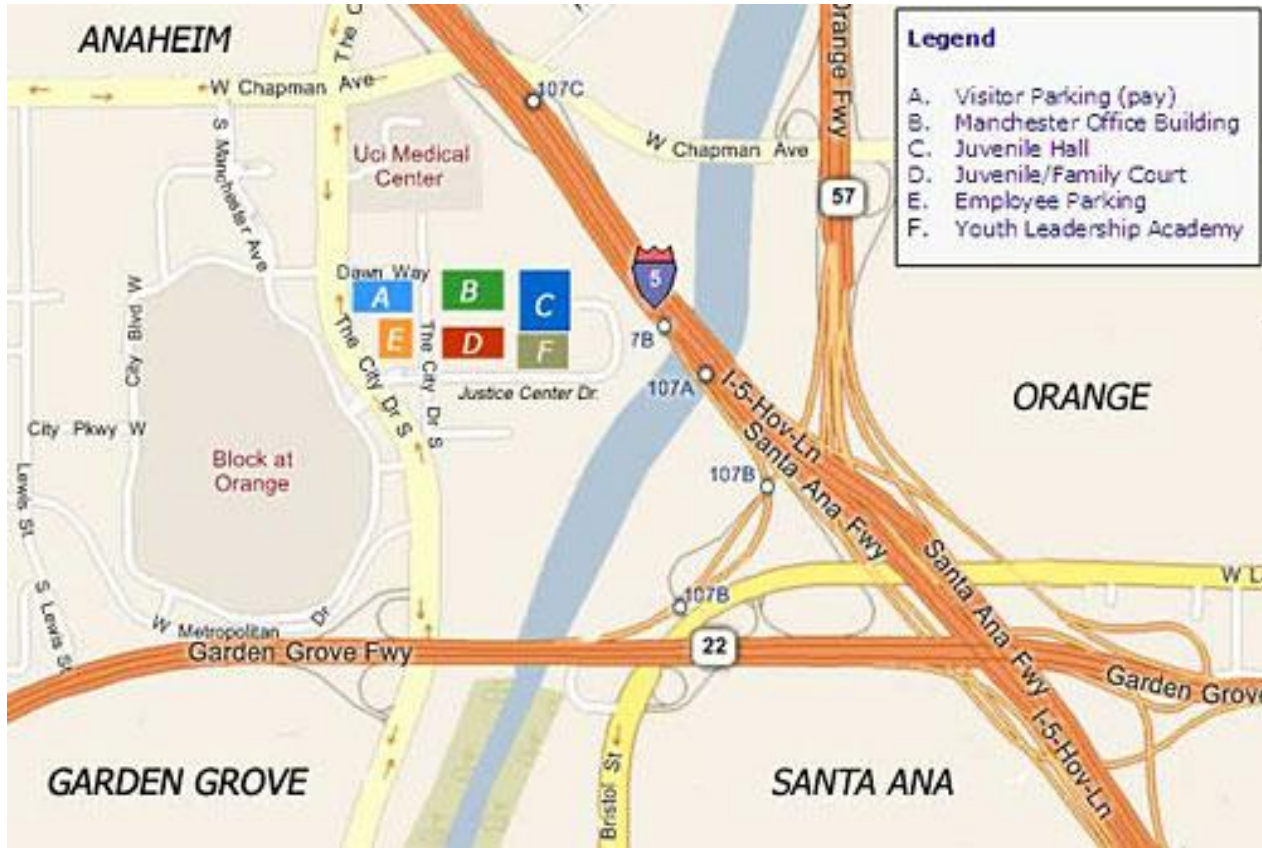 ANAHEIM
The C
Orange Fwy
W Chapman Ave
107C
S Manchester Ave
Uci Medical
Center
W Chapman Ave
57
Legend
A. Visitor Parking (pay)
B. Manchester Office Building
C. Juvenile Hall
D. Juvenile/Family Court
E. Employee Parking
F. Youth Leadership Academy
5
Dawn Way
A
B
C
E
D
F
City Blvd W
The City Dr S
The City Dr S
7B
107A
Justice Center Dr.
I-5-Hov-Ln
Santa Ana Fwy
ORANGE
City Pkwy W
Block at
Orange
Lewis St
107B
S Lewis St
107B
Santa Ana Fwy
W L
W Metropolitan Dr
Garden Grove Fwy
22
Garden Grove
I-5-Hov-Ln
GARDEN GROVE
Bristol St
SANTA ANA